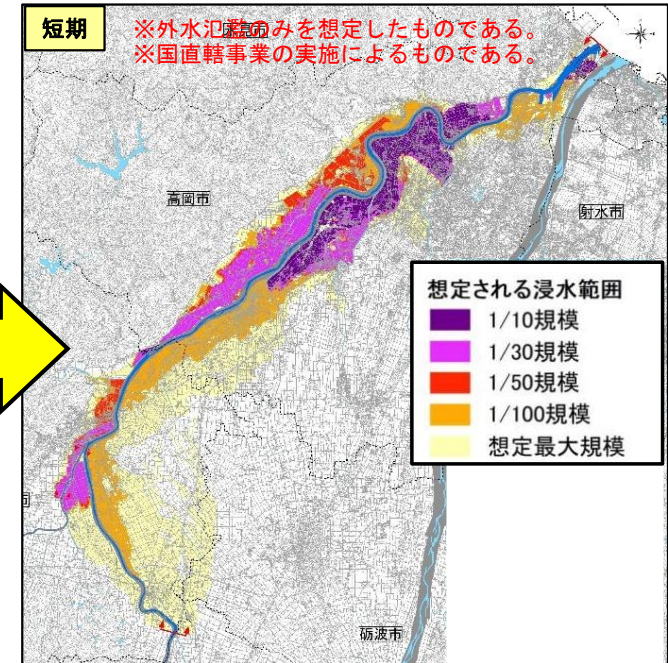 短期
※外水氾濫のみを想定したものである。
※国直轄事業の実施によるものである。
氷見市
高岡市
射水市
想定される浸水範囲
1/10規模
1/30規模
1/50規模
1/100規模
想定最大規模
砺波市